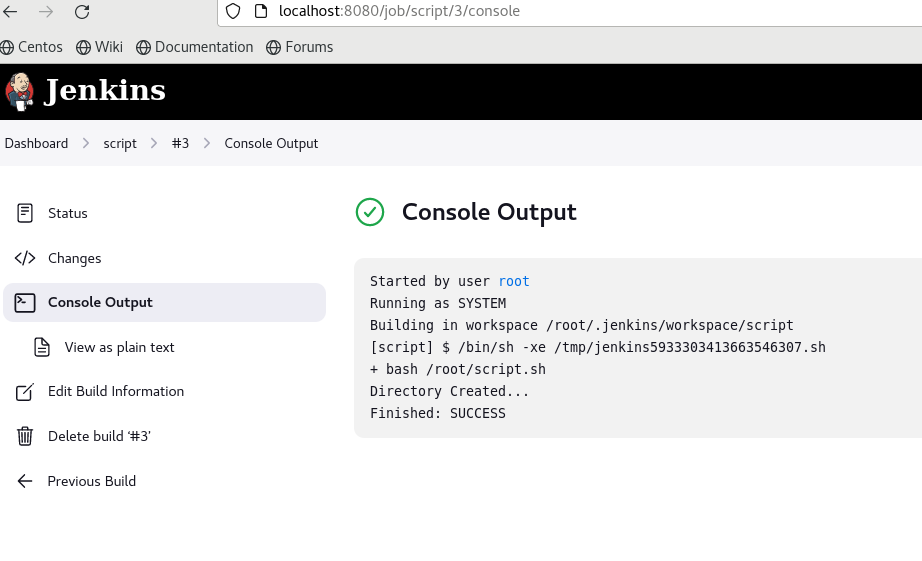 localhost:8080/job/script/3/console
Centos Wiki Documentation Forums
Jenkins
Dashboard script #3 Console Output
Status
Changes
Console Output
View as plain text
Edit Build Information
Delete build ‘#3’
Previous Build
Console Output
Started by user root
Running as SYSTEM
Building in workspace /root/.jenkins/workspace/script
[script] $ /bin/sh -xe /tmp/jenkins5933303413663546307.sh
+ bash /root/script.sh
Directory Created...
Finished: SUCCESS